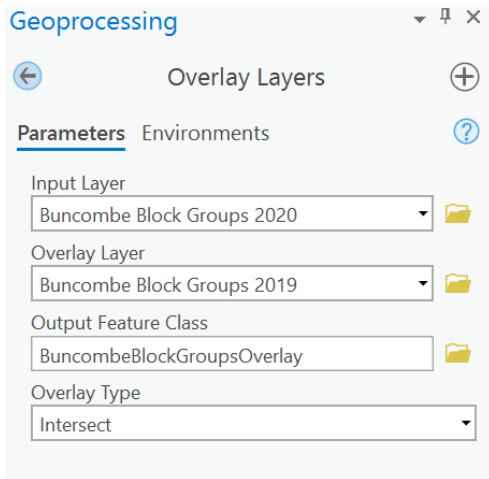 Geoprocessing
Overlay Layers
Parameters Environments
Input Layer
Buncombe Block Groups 2020
Overlay Layer
Buncombe Block Groups 2019
Output Feature Class
BuncombeBlockGroupsOverlay
Overlay Type
Intersect